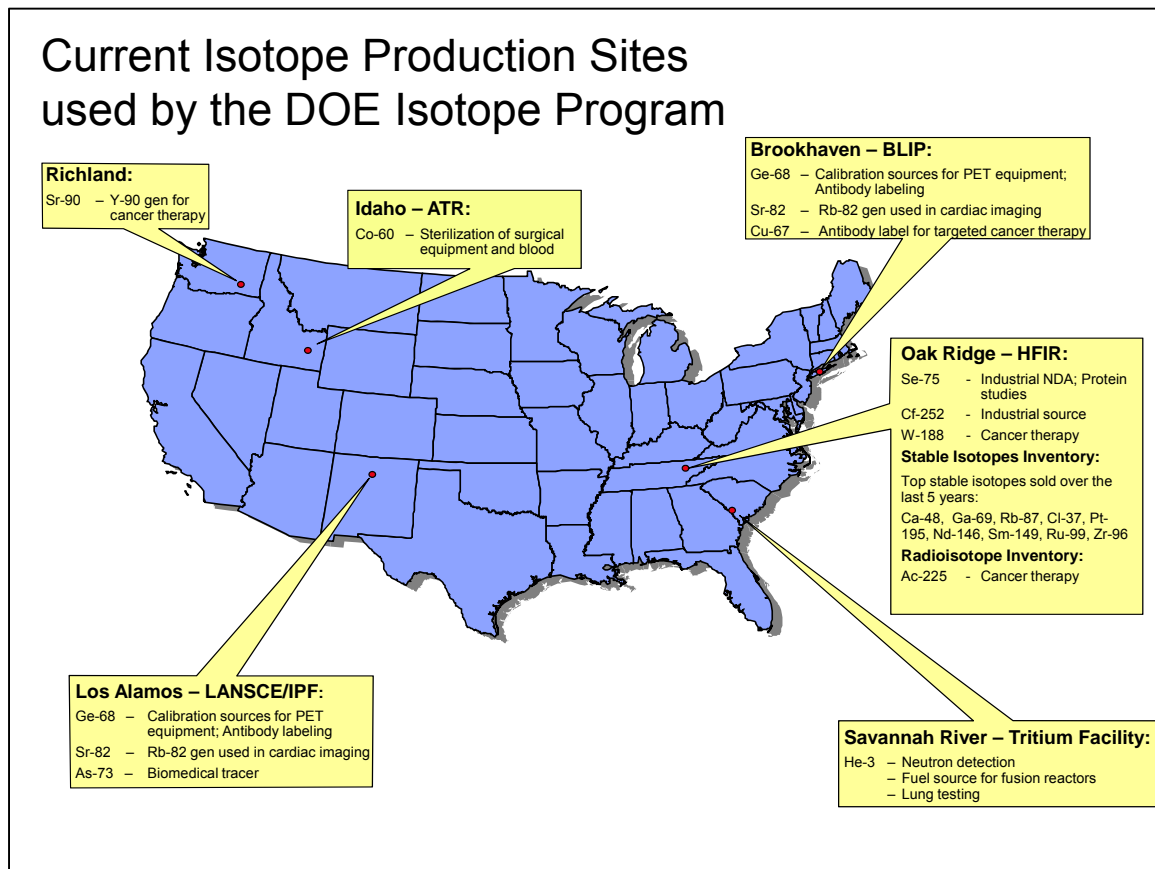 Current Isotope Production Sites
used by the DOE Isotope Program
Richland:
Sr-90 – Y-90 gen for
cancer therapy
Idaho – ATR:
Co-60 – Sterilization of surgical
equipment and blood
Brookhaven – BLIP:
Ge-68 – Calibration sources for PET equipment;
Antibody labeling
Sr-82 – Rb-82 gen used in cardiac imaging
Cu-67 – Antibody label for targeted cancer therapy
Oak Ridge – HFIR:
Se-75 - Industrial NDA; Protein
studies
Cf-252 - Industrial source
W-188 - Cancer therapy
Stable Isotopes Inventory:
Top stable isotopes sold over the
last 5 years:
Ca-48, Ga-69, Rb-87, Cl-37, Pt-
195, Nd-146, Sm-149, Ru-99, Zr-96
Radioisotope Inventory:
Ac-225 - Cancer therapy
Los Alamos – LANSCE/IPF:
Ge-68 – Calibration sources for PET
equipment; Antibody labeling
Sr-82 – Rb-82 gen used in cardiac imaging
As-73 – Biomedical tracer
Savannah River – Tritium Facility:
He-3 – Neutron detection
– Fuel source for fusion reactors
– Lung testing